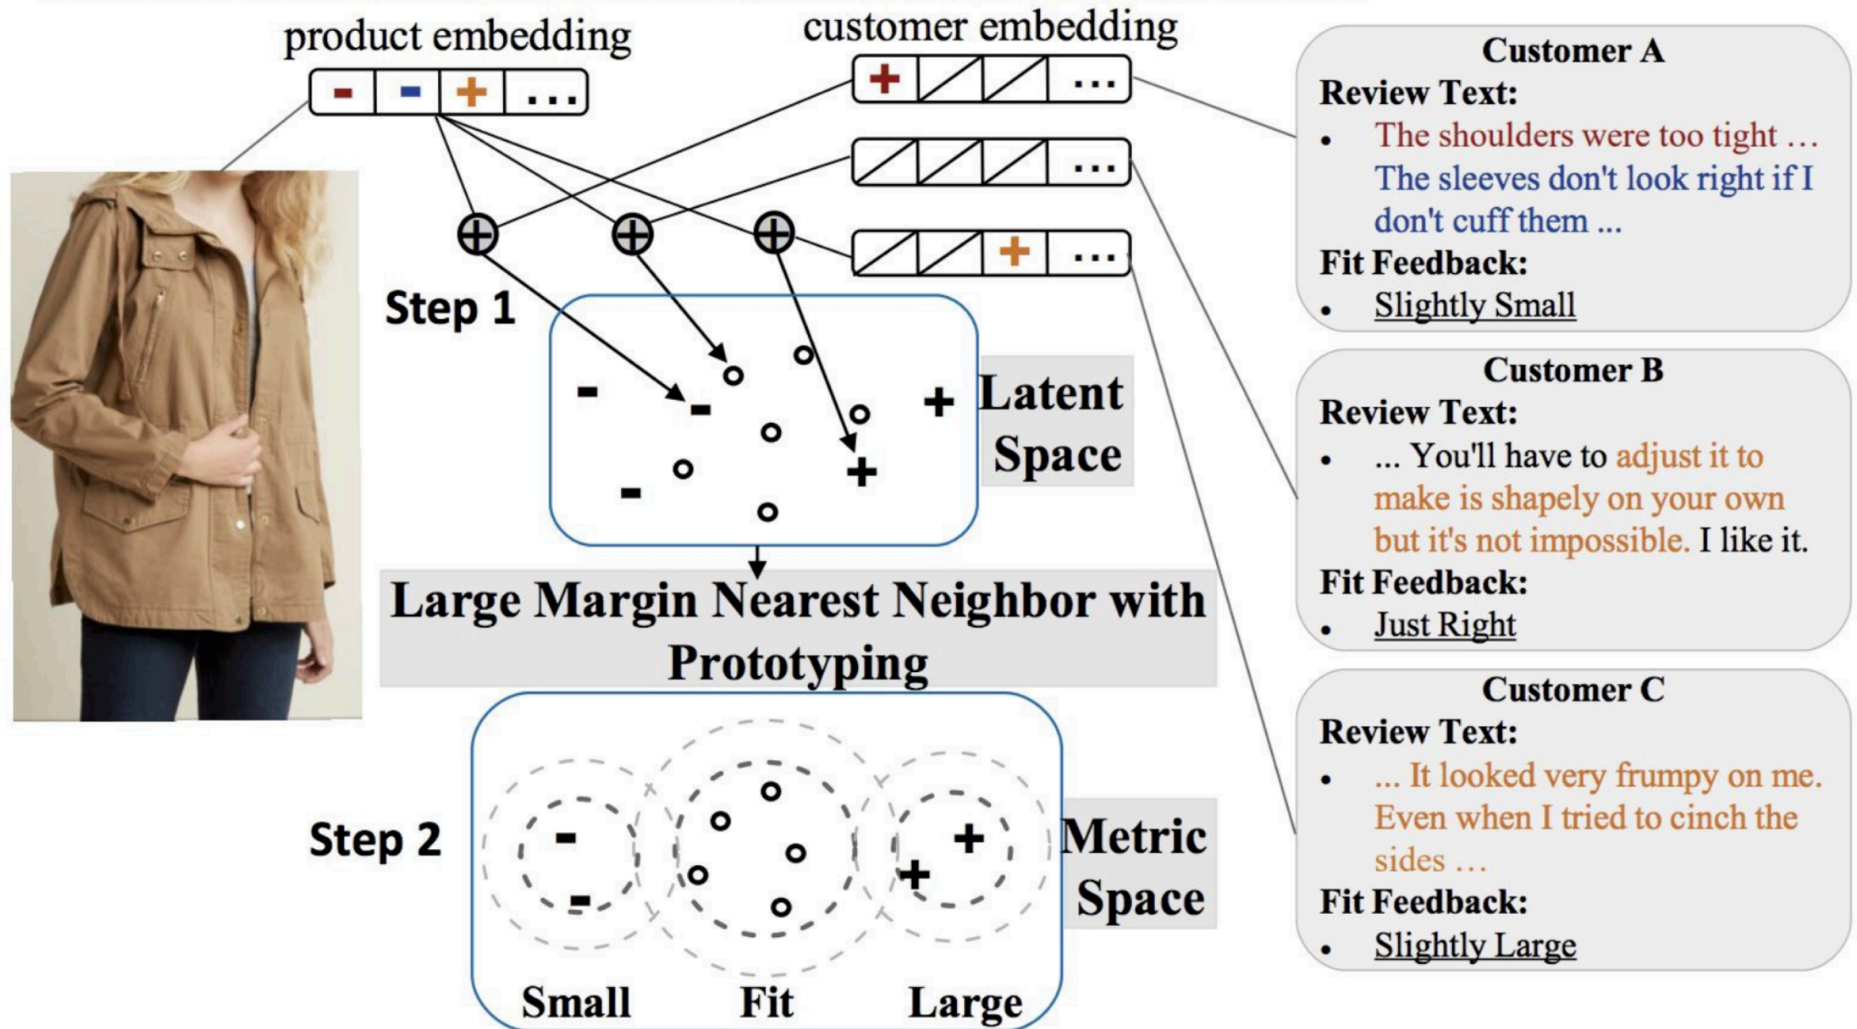 product embedding
- - + ...
customer embedding
+ ...
...
+ ...
Step 1
Latent
Space
Large Margin Nearest Neighbor with
Prototyping
Step 2
Metric
Space
Small Fit Large
Customer A
Review Text:
• The shoulders were too tight …
The sleeves don't look right if I
don't cuff them ...
Fit Feedback:
• Slightly Small
Customer B
Review Text:
• ... You'll have to adjust it to
make is shapely on your own
but it's not impossible. I like it.
Fit Feedback:
• Just Right
Customer C
Review Text:
• ... It looked very frumpy on me.
Even when I tried to cinch the
sides …
Fit Feedback:
• Slightly Large